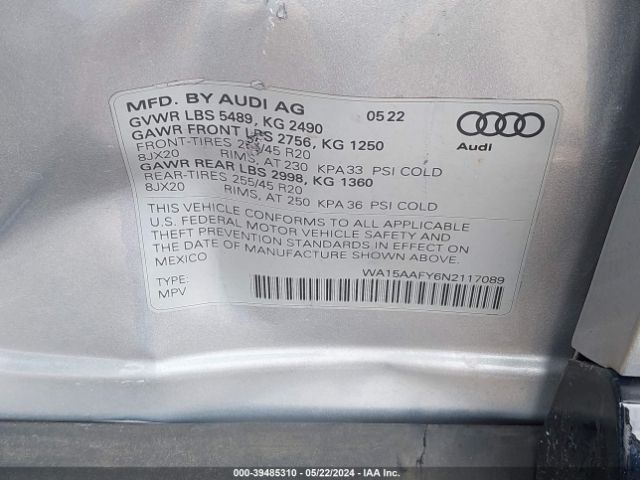 MFD. BY AUDI AG
GVWR LBS 5489, KG 2490 05 22
GAWR FRONT LBS 2756, KG 1250
FRONT-TIRES 255/45 R20
8JX20 RIMS, AT 230 KPA 33 PSI COLD
GAWR REAR LBS 2998, KG 1360
REAR-TIRES 255/45 R20
8JX20 RIMS, AT 250 KPA 36 PSI COLD
THIS VEHICLE CONFORMS TO ALL APPLICABLE
U.S. FEDERAL MOTOR VEHICLE SAFETY AND
THEFT PREVENTION STANDARDS IN EFFECT ON
THE DATE OF MANUFACTURE SHOWN ABOVE.
MEXICO
WA15AAFY6N2117089
TYPE:
MPV
Audi
000-39485310 - 05/22/2024 - IAA Inc.